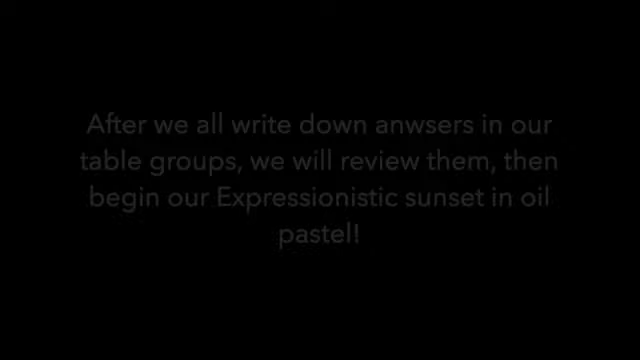 After we all write down anwsers in our
table groups, we will review them, then
begin our Expressionistic sunset in oil
pastel!